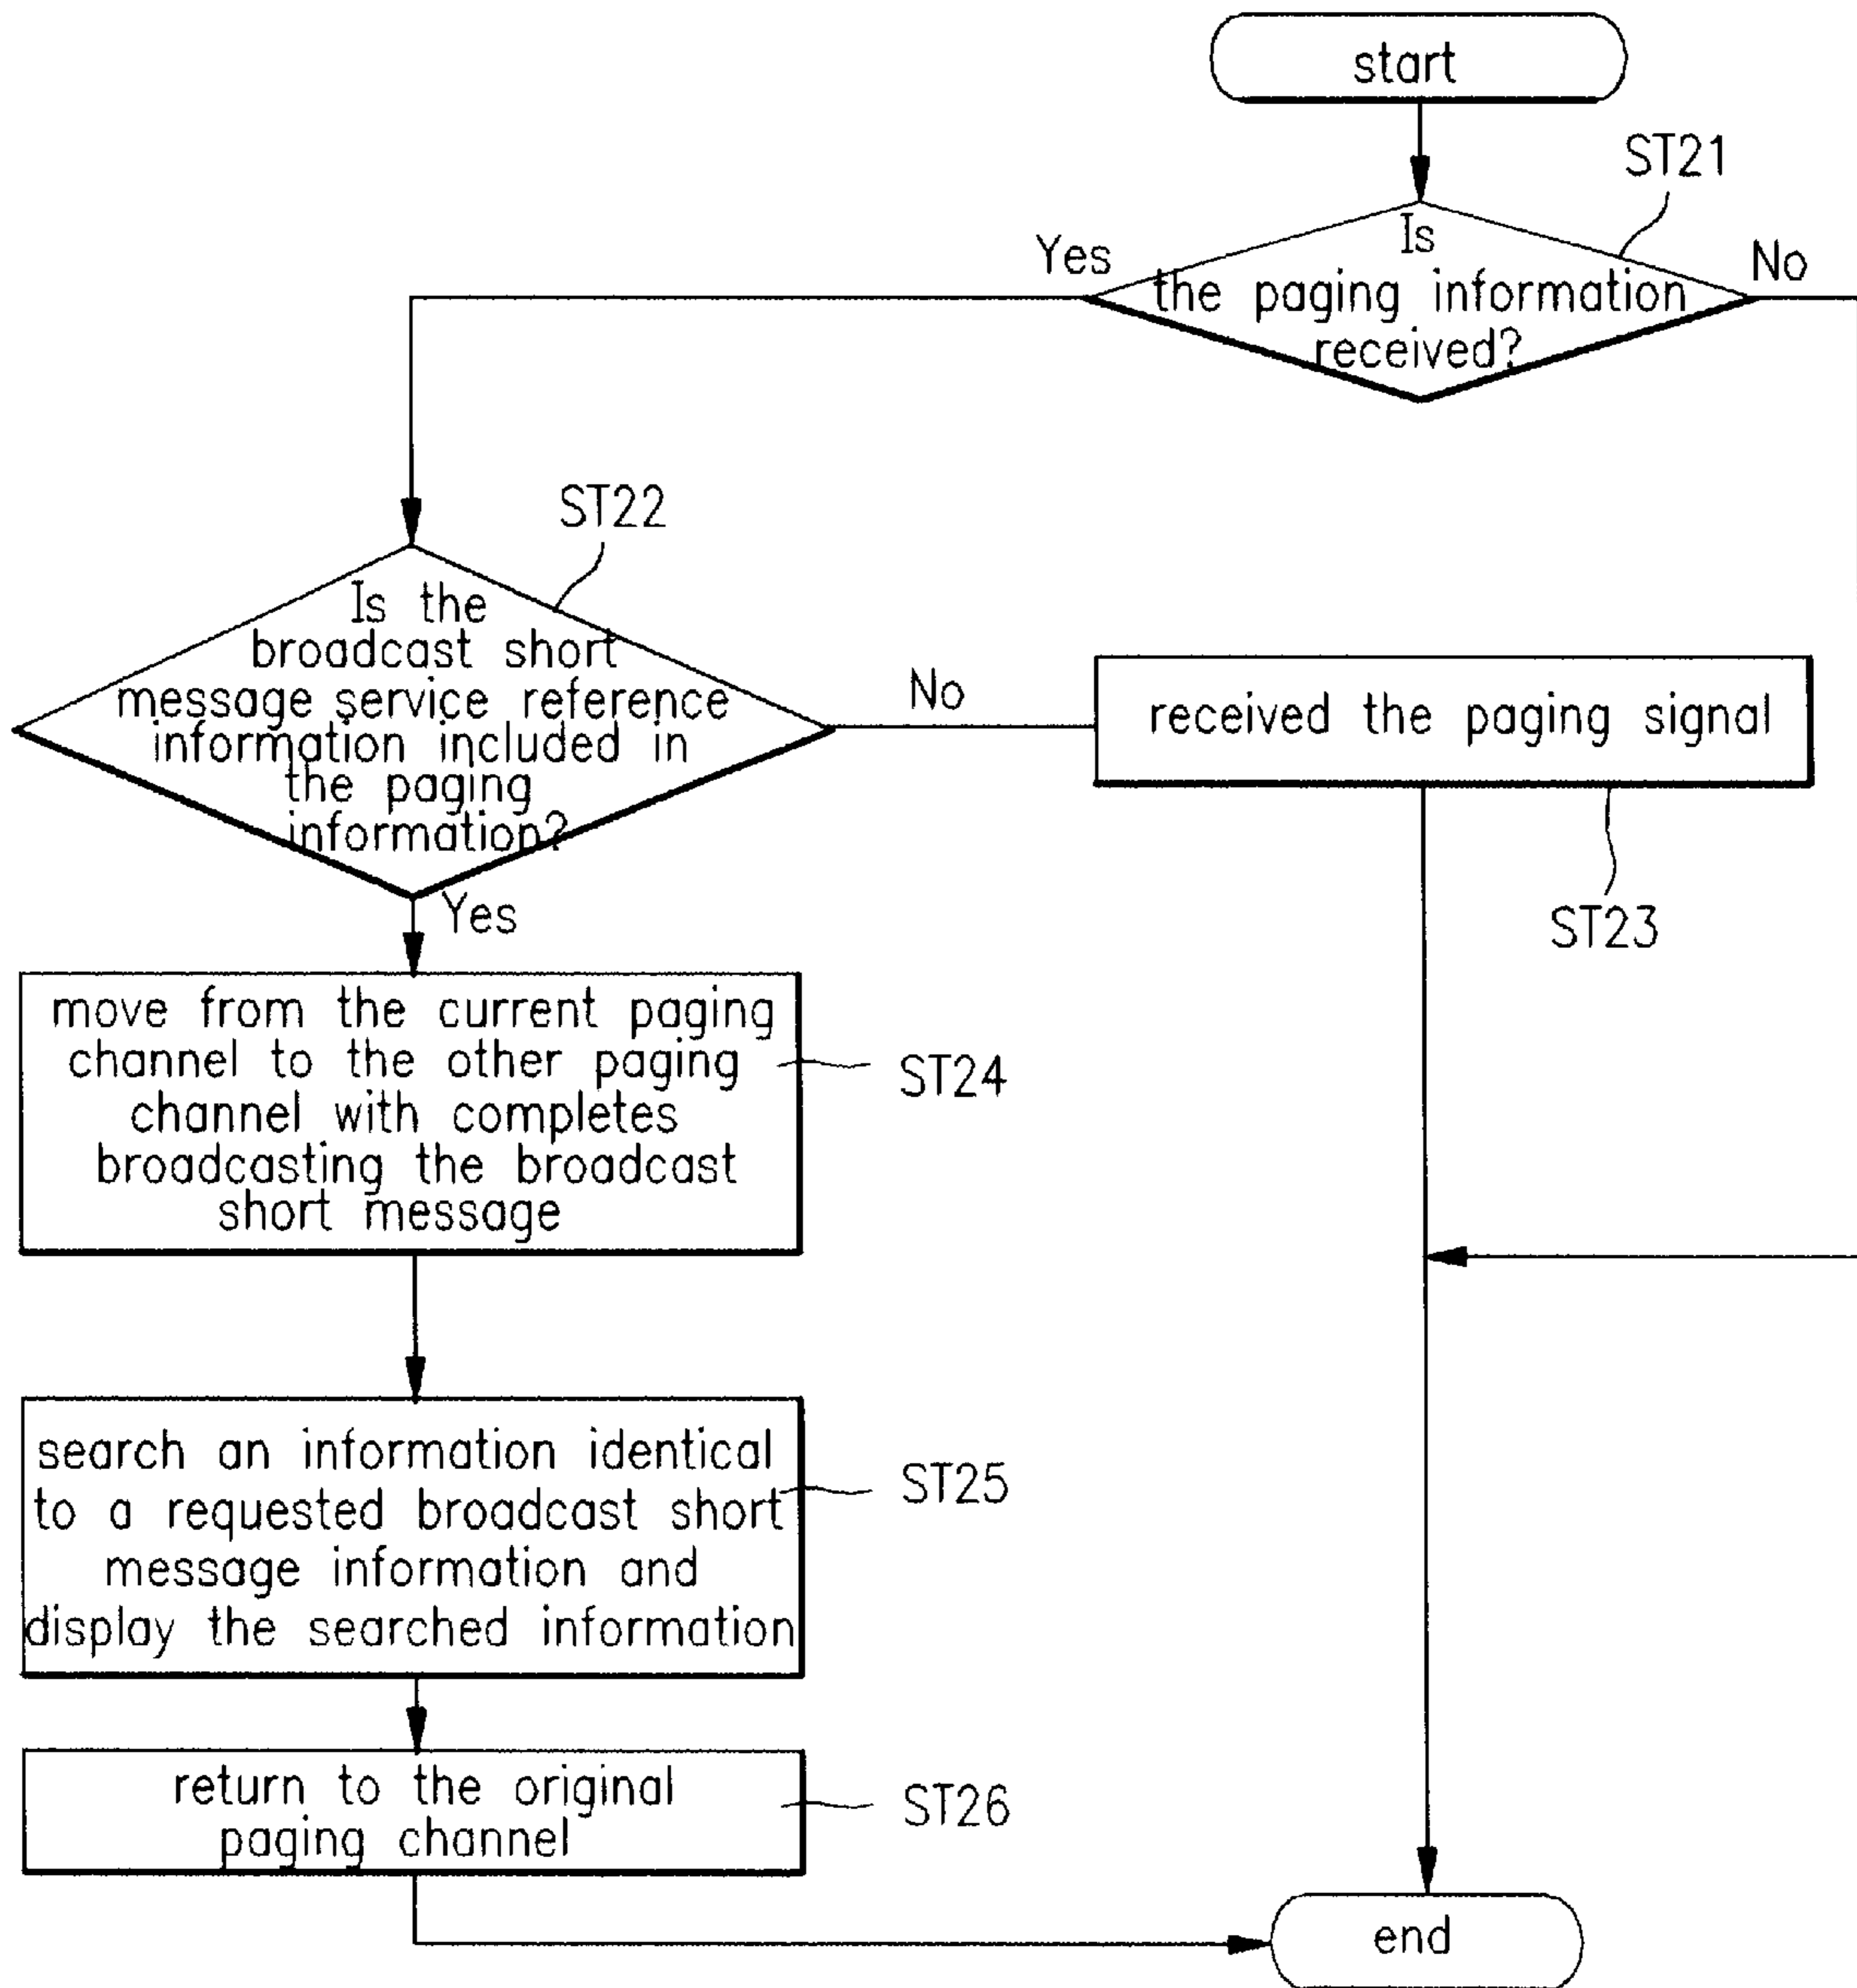 start
ST21
Yes
Is
the paging information
received?
No
ST22
Is the
broadcast short
message service reference
information included in
the paging
information?
No
received the paging signal
Yes
ST23
move from the current paging
channel to the other paging
channel with completes
broadcasting the broadcast
short message
ST24
search an information identical
to a requested broadcast short
message information and
display the searched information
ST25
return to the original
paging channel
ST26
end